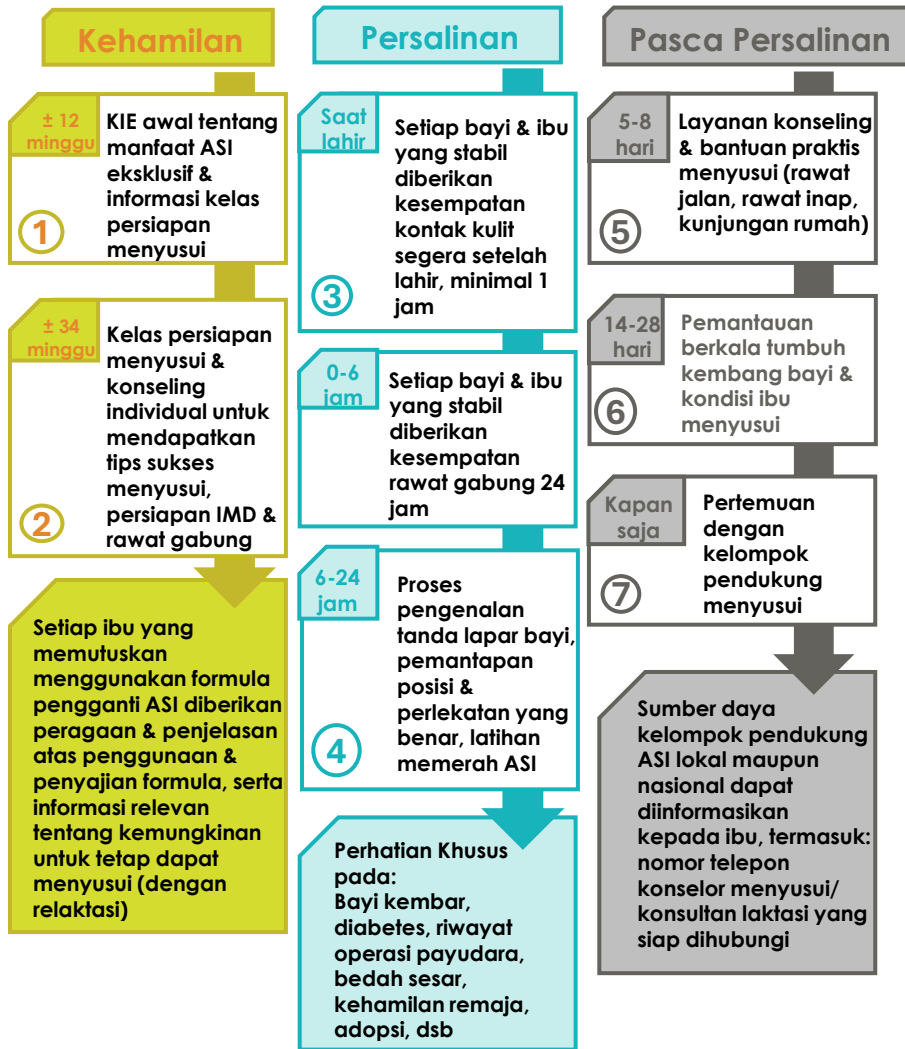 Kehamilan
± 12
minggu
KIE awal tentang
manfaat ASI
eksklusif &
informasi kelas
persiapan
menyusui
1
± 34
minggu
Kelas persiapan
menyusui &
konseling
individual untuk
mendapatkan
tips sukses
menyusui,
persiapan IMD &
rawat gabung
2
Setiap ibu yang
memutuskan
menggunakan formula
pengganti ASI diberikan
peragaan & penjelasan
atas penggunaan &
penyajian formula, serta
informasi relevan
tentang kemungkinan
untuk tetap dapat
menyusui (dengan
relaktasi)
Persalinan
Saat
lahir
Setiap bayi & ibu
yang stabil
diberikan
kesempatan
kontak kulit
segera setelah
lahir, minimal 1
jam
3
0-6
jam
Setiap bayi & ibu
yang stabil
diberikan
kesempatan
rawat gabung 24
jam
6-24
jam
Proses
pengenalan
tanda lapar bayi,
pemantapan
posisi &
perlekatan yang
benar, latihan
memerah ASI
4
Perhatian Khusus
pada:
Bayi kembar,
diabetes, riwayat
operasi payudara,
bedah sesar,
kehamilan remaja,
adopsi, dsb
Pasca Persalinan
5-8
hari
Layanan konseling
& bantuan praktis
menyusui (rawat
jalan, rawat inap,
kunjungan rumah)
5
14-28
hari
Pemantauan
berkala tumbuh
kembang bayi &
kondisi ibu
menyusui
6
Kapan
saja
Pertemuan
dengan
kelompok
pendukung
menyusui
7
Sumber daya
kelompok pendukung
ASI lokal maupun
nasional dapat
diinformasikan
kepada ibu, termasuk:
nomor telepon
konselor menyusui/
konsultan laktasi yang
siap dihubungi